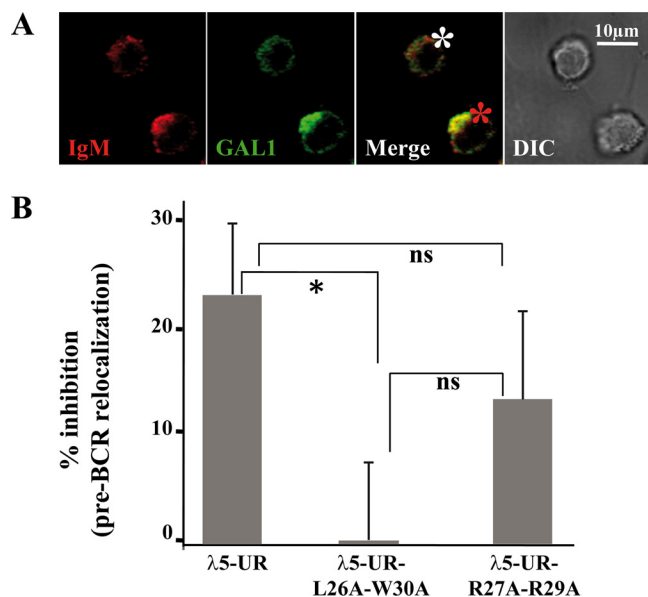 A
10µm
IgM
GAL1
Merge
DIC
B
% inhibition
(pre-BCR relocalization)
30
20
10
0
ns
*
ns
λ5-UR
λ5-UR-
L26A-W30A
λ5-UR-
R27A-R29A